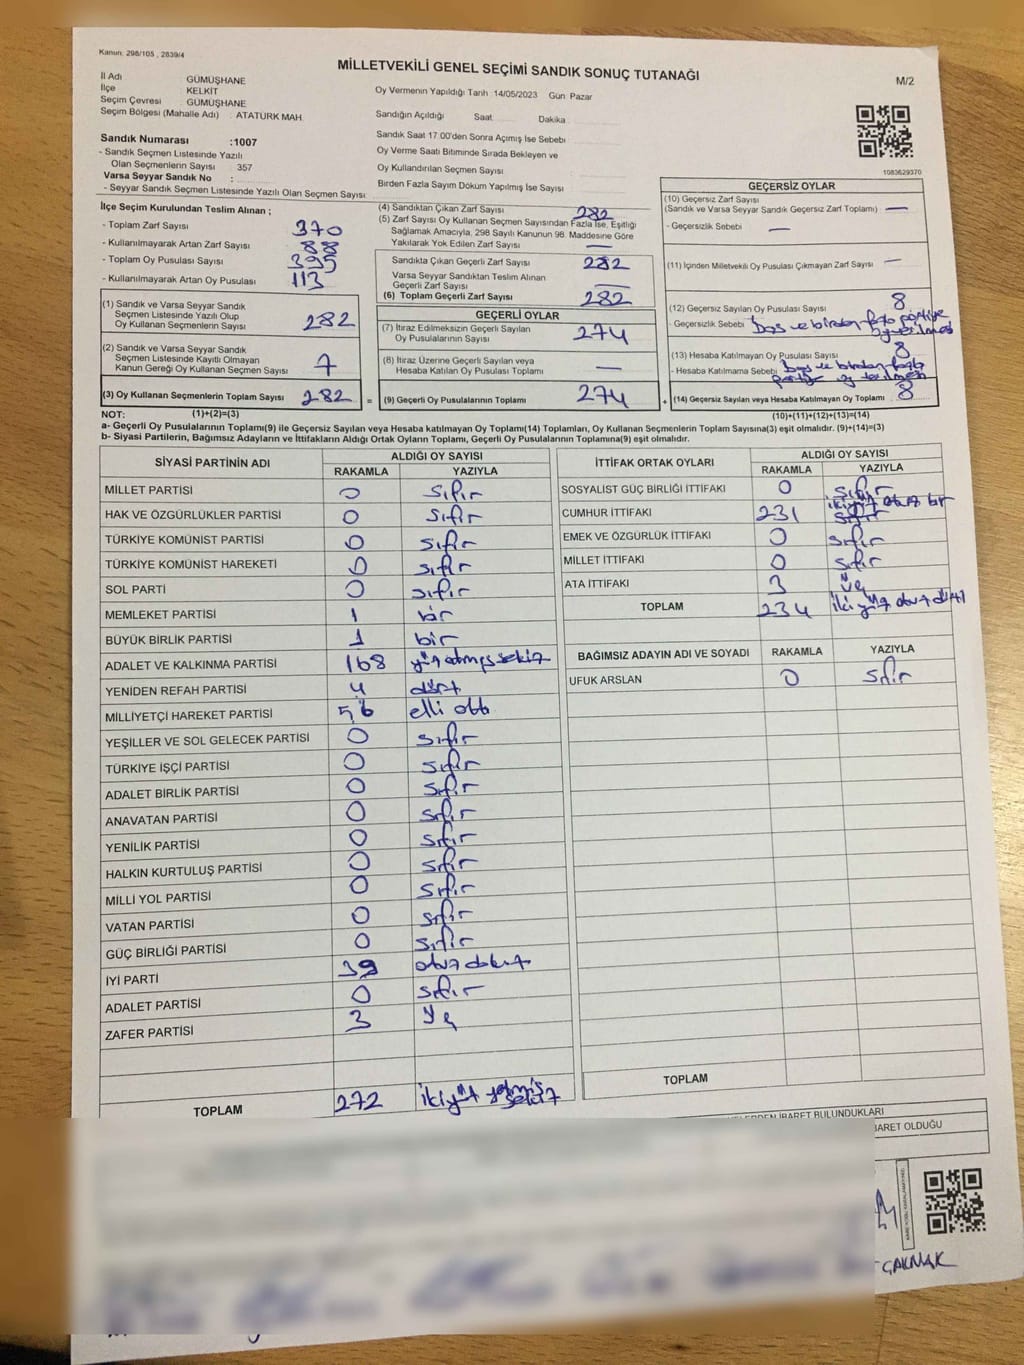 Kanun: 298/105 , 2839/4
MİLLETVEKİLİ GENEL SEÇİMİ SANDIK SONUÇ TUTANAĞI
M/2
İl Adı GÜMÜŞHANE
İlçe KELKİT
Seçim Çevresi GÜMÜŞHANE
Seçim Bölgesi (Mahalle Adı) : ATATÜRK MAH.
Oy Vermenin Yapıldığı Tarih :14/05/2023 Gün: Pazar
Sandığın Açıldığı Saat Dakika
Sandık Saat 17.00'den Sonra Açımış İse Sebebi
Oy Verme Saati Bitiminde Sırada Bekleyen ve
Oy Kullandırılan Seçmen Sayısı
Birden Fazla Sayım Döküm Yapılmış İse Sayısı
1083629370
Sandık Numarası :1007
- Sandık Seçmen Listesinde Yazılı
Olan Seçmenlerin Sayısı : 357
Varsa Seyyar Sandık No :
- Seyyar Sandık Seçmen Listesinde Yazılı Olan Seçmen Sayısı
İlçe Seçim Kurulundan Teslim Alınan ;
- Toplam Zarf Sayısı 370
- Kullanılmayarak Artan Zarf Sayısı 88
- Toplam Oy Pusulası Sayısı 395
- Kullanılmayarak Artan Oy Pusulası 113
(1) Sandık ve Varsa Seyyar Sandık
Seçmen Listesinde Yazılı Olup
Oy Kullanan Seçmenlerin Sayısı 282
(2) Sandık ve Varsa Seyyar Sandık
Seçmen Listesinde Kayıtlı Olmayan
Kanun Gereği Oy Kullanan Seçmen Sayısı 7
(3) Oy Kullanan Seçmenlerin Toplam Sayısı 282 =
(4) Sandıktan Çıkan Zarf Sayısı 282
(5) Zarf Sayısı Oy Kullanan Seçmen Sayısından Fazla İse, Eşitliği
Sağlamak Amacıyla, 298 Sayılı Kanunun 98. Maddesine Göre
Yakılarak Yok Edilen Zarf Sayısı —
Sandıkta Çıkan Geçerli Zarf Sayısı 282
Varsa Seyyar Sandıktan Teslim Alınan
Geçerli Zarf Sayısı —
(6) Toplam Geçerli Zarf Sayısı 282
GEÇERLİ OYLAR
(7) İtiraz Edilmeksizin Geçerli Sayılan
Oy Pusulalarının Sayısı 274
(8) İtiraz Üzerine Geçerli Sayılan veya
Hesaba Katılan Oy Pusulası Toplamı —
(9) Geçerli Oy Pusulalarının Toplamı 274 +
GEÇERSİZ OYLAR
(10) Geçersiz Zarf Sayısı
(Sandık ve Varsa Seyyar Sandık Geçersiz Zarf Toplamı) —
- Geçersizlik Sebebi —
(11) İçinden Milletvekili Oy Pusulası Çıkmayan Zarf Sayısı —
(12) Geçersiz Sayılan Oy Pusulası Sayısı 8
- Geçersizlik Sebebi Boş ve birden fazla partiye
oy verilmesi
(13) Hesaba Katılmayan Oy Pusulası Sayısı 8
- Hesaba Katılmama Sebebi boş ve birden fazla
partiye oy verilmesi
(14) Geçersiz Sayılan veya Hesaba Katılmayan Oy Toplamı 8
NOT: (1)+(2)=(3)
(10)+(11)+(12)+(13)=(14)
a- Geçerli Oy Pusulalarının Toplamı(9) ile Geçersiz Sayılan veya Hesaba katılmayan Oy Toplamı(14) Toplamları, Oy Kullanan Seçmenlerin Toplam Sayısına(3) eşit olmalıdır. (9)+(14)=(3)
b- Siyasi Partilerin, Bağımsız Adayların ve İttifakların Aldığı Ortak Oyların Toplamı, Geçerli Oy Pusulalarının Toplamına(9) eşit olmalıdır.
SİYASİ PARTİNİN ADI ALDIĞI OY SAYISI
RAKAMLA YAZIYLA
MİLLET PARTİSİ 0 sıfır
HAK VE ÖZGÜRLÜKLER PARTİSİ 0 sıfır
TÜRKİYE KOMÜNİST PARTİSİ 0 sıfır
TÜRKİYE KOMÜNİST HAREKETİ 0 sıfır
SOL PARTİ 0 sıfır
MEMLEKET PARTİSİ 1 bir
BÜYÜK BİRLİK PARTİSİ 1 bir
ADALET VE KALKINMA PARTİSİ 168 yüz atmış sekiz
YENİDEN REFAH PARTİSİ 4 dört
MİLLİYETÇİ HAREKET PARTİSİ 56 elli altı
YEŞİLLER VE SOL GELECEK PARTİSİ 0 sıfır
TÜRKİYE İŞÇİ PARTİSİ 0 sıfır
ADALET BİRLİK PARTİSİ 0 sıfır
ANAVATAN PARTİSİ 0 sıfır
YENİLİK PARTİSİ 0 sıfır
HALKIN KURTULUŞ PARTİSİ 0 sıfır
MİLLİ YOL PARTİSİ 0 sıfır
VATAN PARTİSİ 0 sıfır
GÜÇ BİRLİĞİ PARTİSİ 0 sıfır
İYİ PARTİ 39 otuz dokuz
ADALET PARTİSİ 0 sıfır
ZAFER PARTİSİ 3 üç
TOPLAM 272 ikiyüz yetmiş
İTTİFAK ORTAK OYLARI ALDIĞI OY SAYISI
RAKAMLA YAZIYLA
SOSYALİST GÜÇ BİRLİĞİ İTTİFAKI 0 sıfır
CUMHUR İTTİFAKI 231 ikiyüz otuz bir
sıfır
EMEK VE ÖZGÜRLÜK İTTİFAKI 0 sıfır
MİLLET İTTİFAKI 0 sıfır
ATA İTTİFAKI 3 üç
TOPLAM 234 ikiyüz otuz dört
BAĞIMSIZ ADAYIN ADI VE SOYADI RAKAMLA YAZIYLA
UFUK ARSLAN 0 sıfır
TOPLAM
İBARET BULUNDUKLARI
BARET OLDUĞU
ÇAKMAK